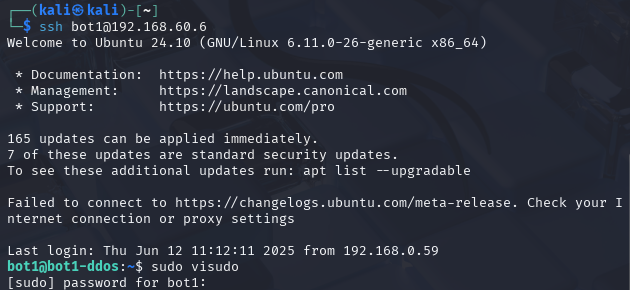 ┌──(kali㉿kali)-[~]
└─$ ssh bot1@192.168.60.6
Welcome to Ubuntu 24.10 (GNU/Linux 6.11.0-26-generic x86_64)
* Documentation:  https://help.ubuntu.com
* Management:     https://landscape.canonical.com
* Support:        https://ubuntu.com/pro
165 updates can be applied immediately.
7 of these updates are standard security updates.
To see these additional updates run: apt list --upgradable
Failed to connect to https://changelogs.ubuntu.com/meta-release. Check your I
nternet connection or proxy settings
Last login: Thu Jun 12 11:12:11 2025 from 192.168.0.59
bot1@bot1-ddos:~$ sudo visudo
[sudo] password for bot1: